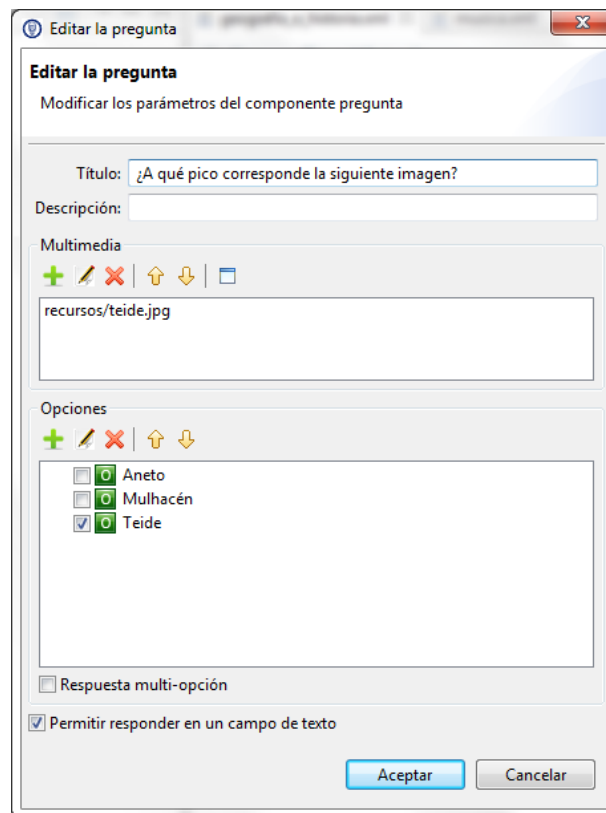 Editar la pregunta
Editar la pregunta
Modificar los parámetros del componente pregunta
Título: ¿A qué pico corresponde la siguiente imagen?
Descripción:
Multimedia
recursos/teide.jpg
Opciones
O Aneto
O Mulhacén
O Teide
Respuesta multi-opción
Permitir responder en un campo de texto
Aceptar Cancelar